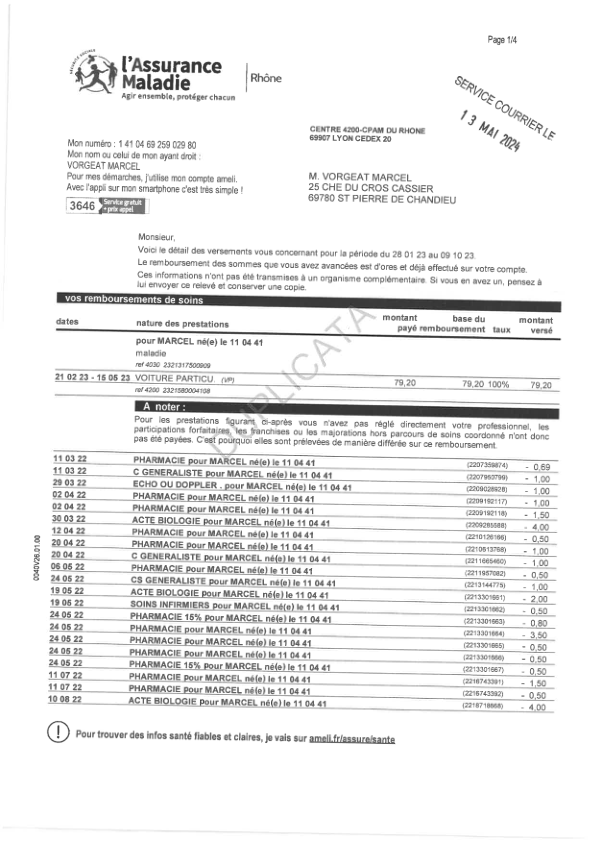 Page 1/4
SÉCURITÉ SOCIALE
l'Assurance
Maladie
Agir ensemble, protéger chacun
Rhône
SERVICE COURRIER LE
13 MAI 2024
CENTRE 4200-CPAM DU RHONE
69907 LYON CEDEX 20
Mon numéro : 1 41 04 69 259 029 80
Mon nom ou celui de mon ayant droit :
VORGEAT MARCEL
Pour mes démarches, j'utilise mon compte ameli.
Avec l'appli sur mon smartphone c'est très simple !
3646 Service gratuit + prix appel
M. VORGEAT MARCEL
25 CHE DU CROS CASSIER
69780 ST PIERRE DE CHANDIEU
Monsieur,
Voici le détail des versements vous concernant pour la période du 28 01 23 au 09 10 23.
Le remboursement des sommes que vous avez avancées est d'ores et déjà effectué sur votre compte.
Ces informations n'ont pas été transmises à un organisme complémentaire. Si vous en avez un, pensez à
lui envoyer ce relevé et conserver une copie.
vos remboursements de soins
dates nature des prestations montant payé base du remboursement taux montant versé
pour MARCEL né(e) le 11 04 41
maladie
ref 4030 2321317500909
21 02 23 - 15 05 23 VOITURE PARTICU. (VP) 79,20 79,20 100% 79,20
ref 4200 2321580004108
DUPLICATA
A noter :
Pour les prestations figurant ci-après vous n'avez pas réglé directement votre professionnel, les
participations forfaitaires, les franchises ou les majorations hors parcours de soins coordonné n'ont donc
pas été payées. C'est pourquoi elles sont prélevées de manière différée sur ce remboursement.
11 03 22 PHARMACIE pour MARCEL né(e) le 11 04 41 (2207359874) - 0,69
11 03 22 C GENERALISTE pour MARCEL né(e) le 11 04 41 (2207950799) - 1,00
29 03 22 ECHO OU DOPPLER . pour MARCEL né(e) le 11 04 41 (2209028928) - 1,00
02 04 22 PHARMACIE pour MARCEL né(e) le 11 04 41 (2209192117) - 1,00
02 04 22 PHARMACIE pour MARCEL né(e) le 11 04 41 (2209192118) - 1,50
30 03 22 ACTE BIOLOGIE pour MARCEL né(e) le 11 04 41 (2209285588) - 4,00
12 04 22 PHARMACIE pour MARCEL né(e) le 11 04 41 (2210126166) - 0,50
20 04 22 PHARMACIE pour MARCEL né(e) le 11 04 41 (2210613798) - 1,00
20 04 22 C GENERALISTE pour MARCEL né(e) le 11 04 41 (2211665460) - 1,00
06 05 22 PHARMACIE pour MARCEL né(e) le 11 04 41 (2211957082) - 0,50
24 05 22 CS GENERALISTE pour MARCEL né(e) le 11 04 41 (2213144775) - 1,00
19 05 22 ACTE BIOLOGIE pour MARCEL né(e) le 11 04 41 (2213301651) - 2,00
19 05 22 SOINS INFIRMIERS pour MARCEL né(e) le 11 04 41 (2213301662) - 0,50
24 05 22 PHARMACIE 15% pour MARCEL né(e) le 11 04 41 (2213301663) - 0,80
24 05 22 PHARMACIE pour MARCEL né(e) le 11 04 41 (2213301664) - 3,50
24 05 22 PHARMACIE pour MARCEL né(e) le 11 04 41 (2213301665) - 0,50
24 05 22 PHARMACIE pour MARCEL né(e) le 11 04 41 (2213301666) - 0,50
24 05 22 PHARMACIE 15% pour MARCEL né(e) le 11 04 41 (2213301667) - 0,50
11 07 22 PHARMACIE pour MARCEL né(e) le 11 04 41 (2216743391) - 1,50
11 07 22 PHARMACIE pour MARCEL né(e) le 11 04 41 (2216743392) - 0,50
10 08 22 ACTE BIOLOGIE pour MARCEL né(e) le 11 04 41 (2218718668) - 4,00
! Pour trouver des infos santé fiables et claires, je vais sur ameli.fr/assure/sante